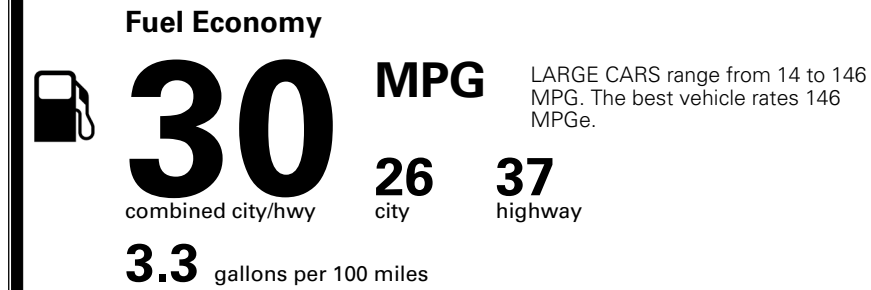 Fuel Economy
30 MPG
LARGE CARS range from 14 to 146
MPG. The best vehicle rates 146
MPGe.
combined city/hwy
26
city
37
highway
3.3 gallons per 100 miles